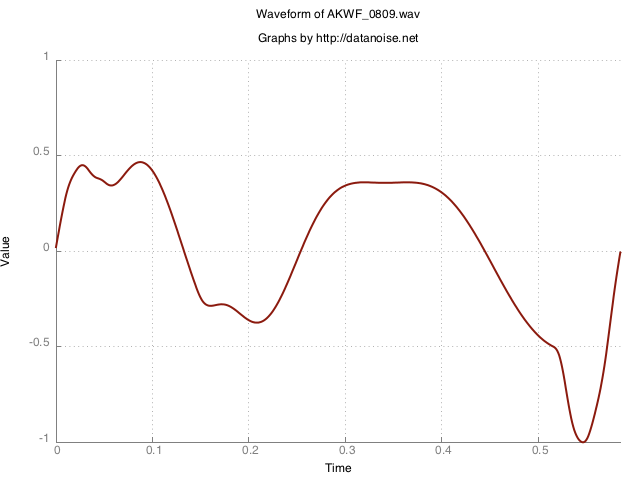 Waveform of AKWF_0809.wav
Graphs by http://datanoise.net
1
0.5
0
-0.5
-1
Value
0 0.1 0.2 0.3 0.4 0.5
Time